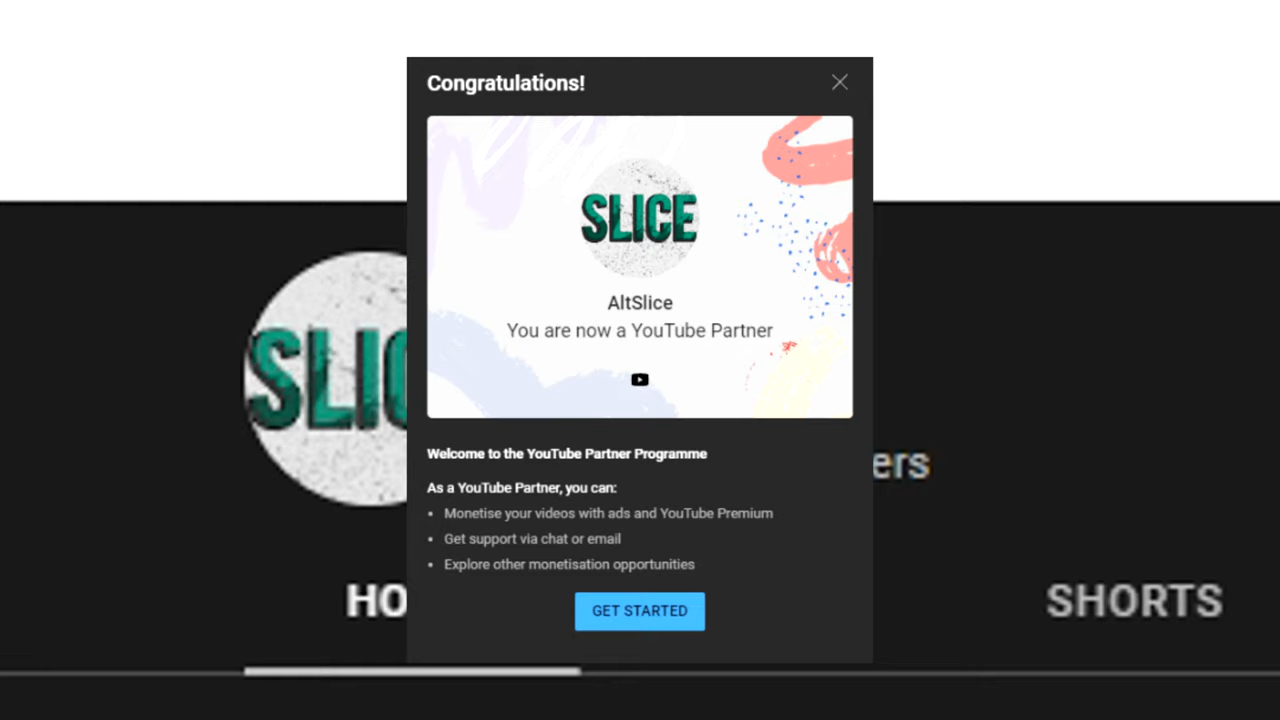 Congratulations!
SLICE
AltSlice
You are now a YouTube Partner
SLIC
ers
Welcome to the YouTube Partner Programme
As a YouTube Partner, you can:
• Monetise your videos with ads and YouTube Premium
• Get support via chat or email
• Explore other monetisation opportunities
HO
SHORTS
GET STARTED